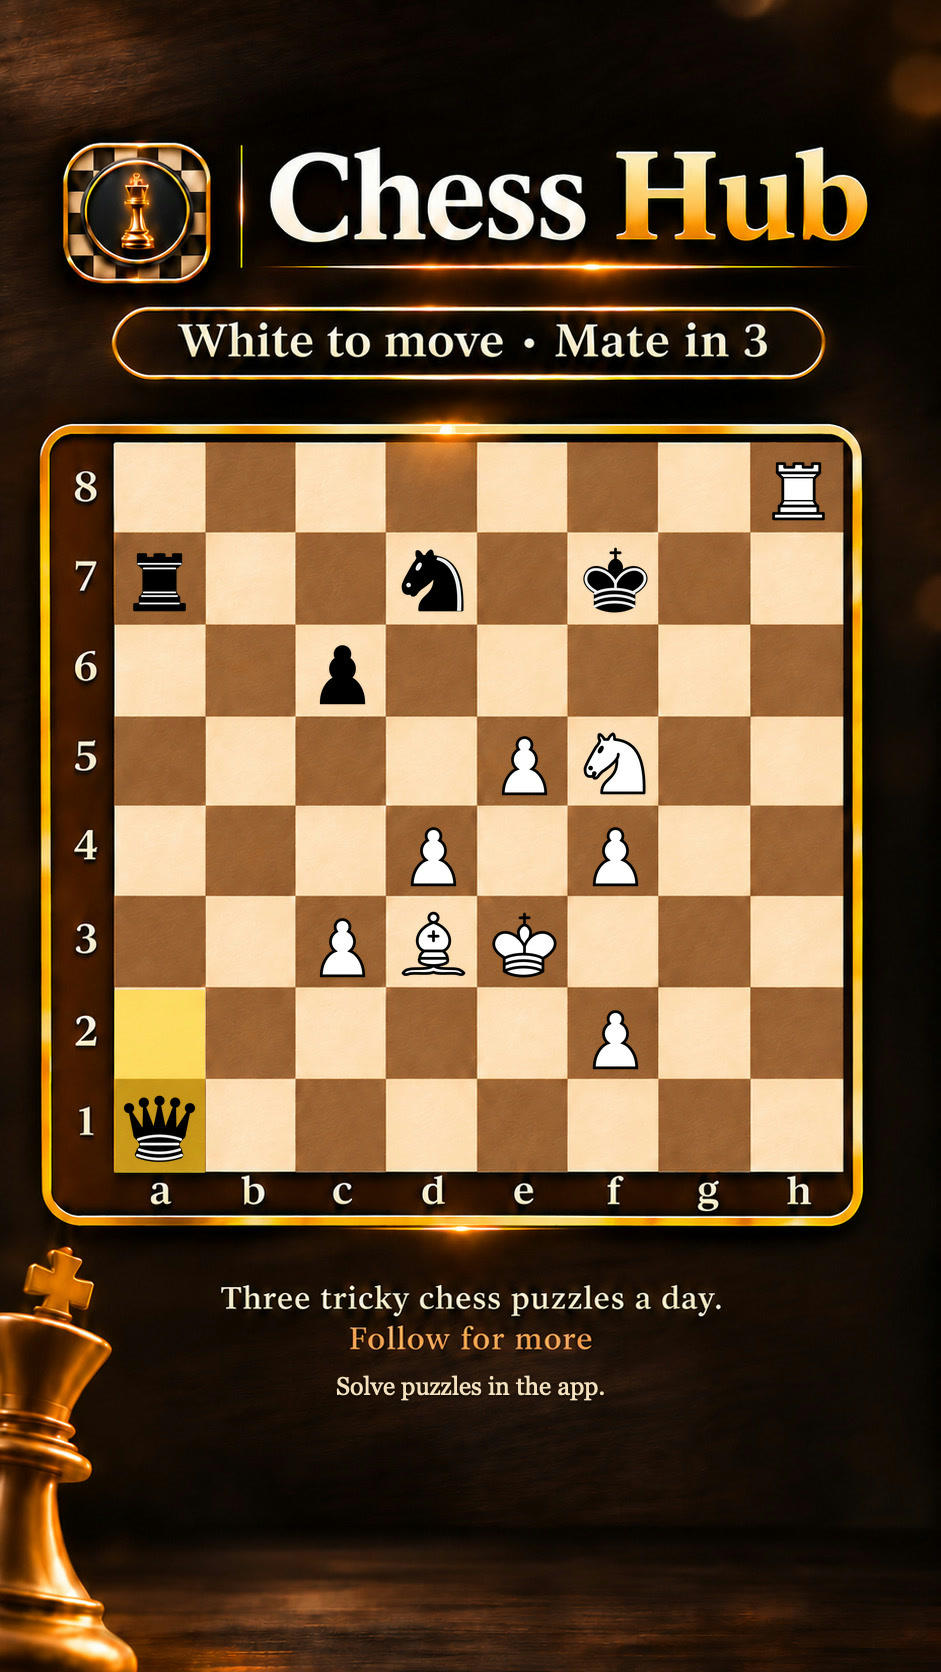 Chess Hub
White to move • Mate in 3
8
7
6
5
4
3
2
1
a b c d e f g h
Three tricky chess puzzles a day.
Follow for more
Solve puzzles in the app.